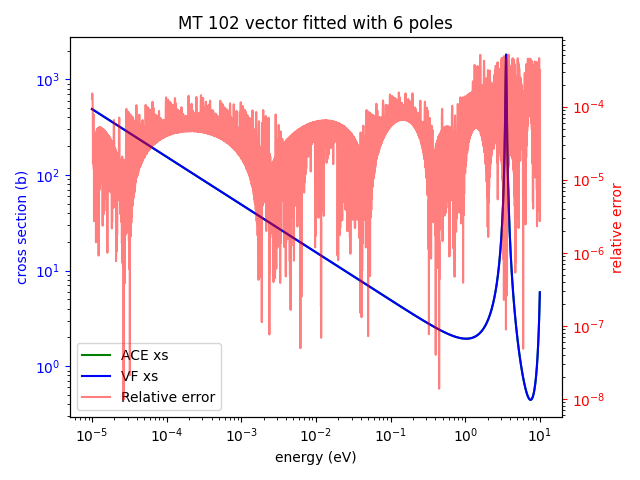 MT 102 vector fitted with 6 poles
10³
10²
10¹
10⁰
cross section (b)
10⁻⁴
10⁻⁵
10⁻⁶
10⁻⁷
10⁻⁸
relative error
ACE xs
VF xs
Relative error
10⁻⁵ 10⁻⁴ 10⁻³ 10⁻² 10⁻¹ 10⁰ 10¹
energy (eV)